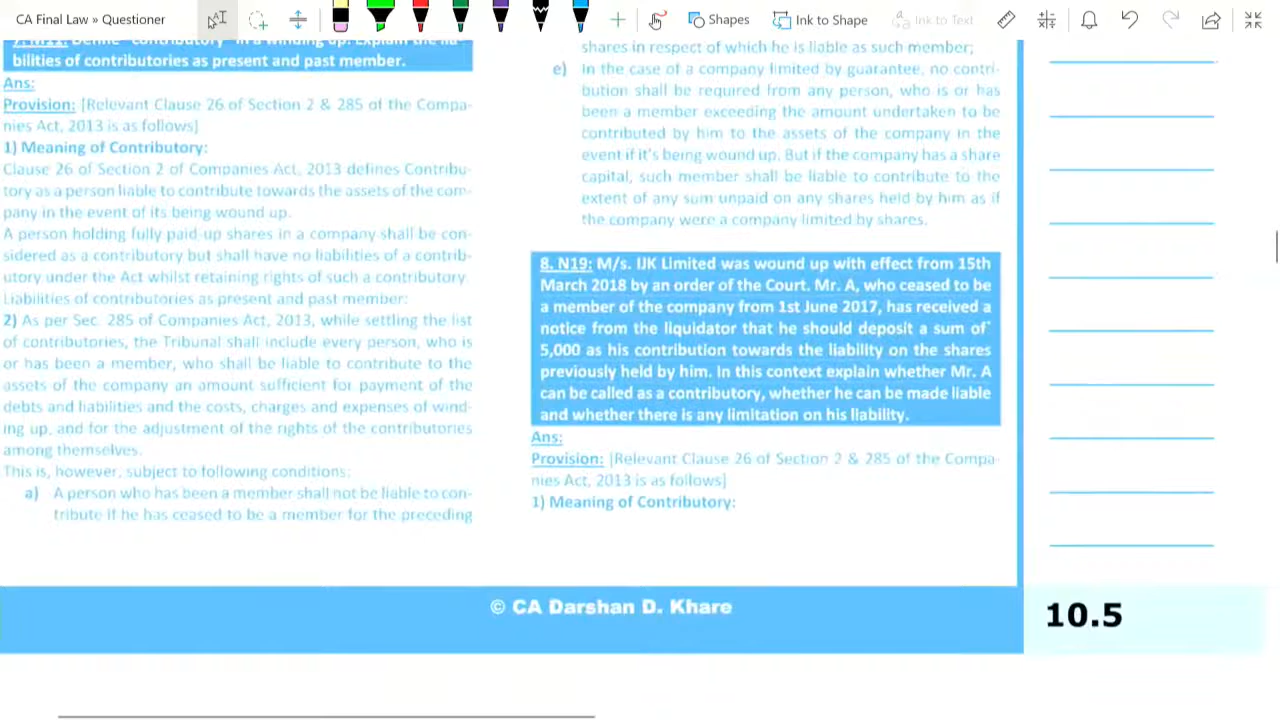 CA Final Law » Questioner
Shapes
Ink to Shape
Ink to Text
bilities of contributories as present and past member.
Ans:
Provision: [Relevant Clause 26 of Section 2 & 285 of the Compa-
nies Act, 2013 is as follows]
1) Meaning of Contributory:
Clause 26 of Section 2 of Companies Act, 2013 defines Contribu-
tory as a person liable to contribute towards the assets of the com-
pany in the event of its being wound up.
A person holding fully paid-up shares in a company shall be con-
sidered as a contributory but shall have no liabilities of a contrib-
utory under the Act whilst retaining rights of such a contributory.
Liabilities of contributories as present and past member:
2) As per Sec. 285 of Companies Act, 2013, while settling the list
of contributories, the Tribunal shall include every person, who is
or has been a member, who shall be liable to contribute to the
assets of the company an amount sufficient for payment of the
debts and liabilities and the costs, charges and expenses of wind-
ing up, and for the adjustment of the rights of the contributories
among themselves.
This is, however, subject to following conditions:
a) A person who has been a member shall not be liable to con-
tribute if he has ceased to be a member for the preceding
shares in respect of which he is liable as such member;
e) In the case of a company limited by guarantee, no contri-
bution shall be required from any person, who is or has
been a member exceeding the amount undertaken to be
contributed by him to the assets of the company in the
event if it's being wound up. But if the company has a share
capital, such member shall be liable to contribute to the
extent of any sum unpaid on any shares held by him as if
the company were a company limited by shares.
8. N19: M/s. IJK Limited was wound up with effect from 15th
March 2018 by an order of the Court. Mr. A, who ceased to be
a member of the company from 1st June 2017, has received a
notice from the liquidator that he should deposit a sum of`
5,000 as his contribution towards the liability on the shares
previously held by him. In this context explain whether Mr. A
can be called as a contributory, whether he can be made liable
and whether there is any limitation on his liability.
Ans:
Provision: [Relevant Clause 26 of Section 2 & 285 of the Compa-
nies Act, 2013 is as follows]
1) Meaning of Contributory:
© CA Darshan D. Khare
10.5